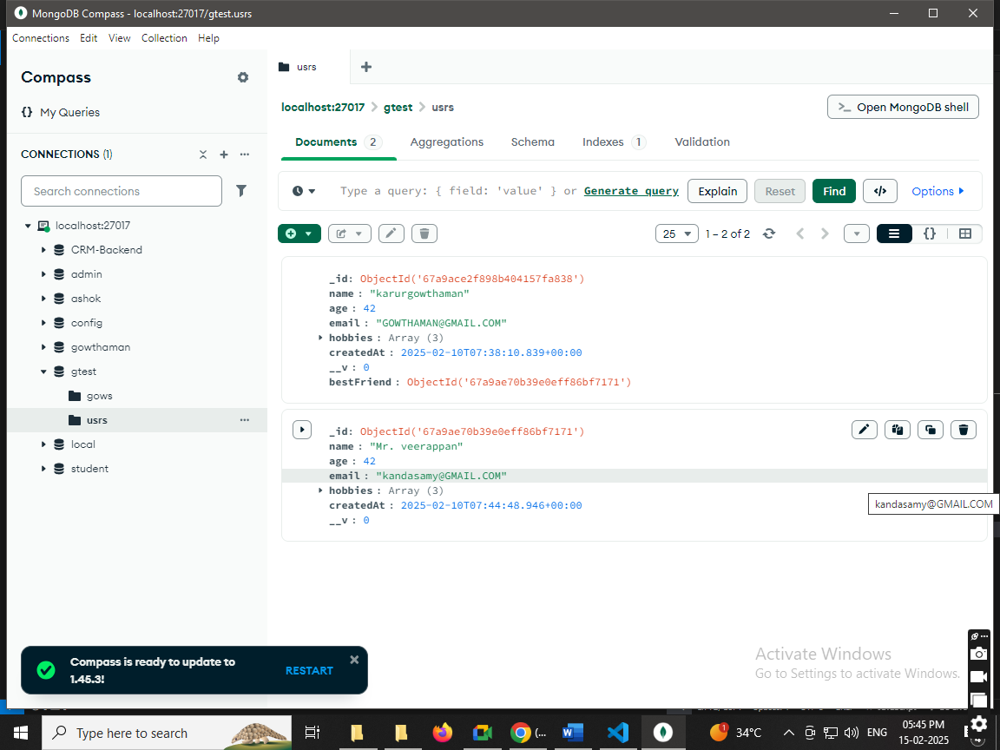 MongoDB Compass - localhost:27017/gtest.usrs
Connections Edit View Collection Help
Compass
{} My Queries
CONNECTIONS (1)
Search connections
localhost:27017
CRM-Backend
admin
ashok
config
gowthaman
gtest
gows
usrs
local
student
usrs
localhost:27017 > gtest > usrs
>_ Open MongoDB shell
Documents 2 Aggregations Schema Indexes 1 Validation
Type a query: { field: 'value' } or Generate query Explain Reset Find </> Options
25 1 – 2 of 2 {}
_id: ObjectId('67a9ace2f898b404157fa838')
name : "karurgowthaman"
age : 42
email : "GOWTHAMAN@GMAIL.COM"
hobbies : Array (3)
createdAt : 2025-02-10T07:38:10.839+00:00
__v : 0
bestFriend : ObjectId('67a9ae70b39e0eff86bf7171')
_id: ObjectId('67a9ae70b39e0eff86bf7171')
name : "Mr. veerappan"
age : 42
email : "kandasamy@GMAIL.COM"
hobbies : Array (3)
createdAt : 2025-02-10T07:44:48.946+00:00
__v : 0
kandasamy@GMAIL.COM
Compass is ready to update to
1.45.3!
RESTART
Activate Windows
Go to Settings to activate Windows.
Type here to search
(...
1
34°C
ENG
05:45 PM
15-02-2025